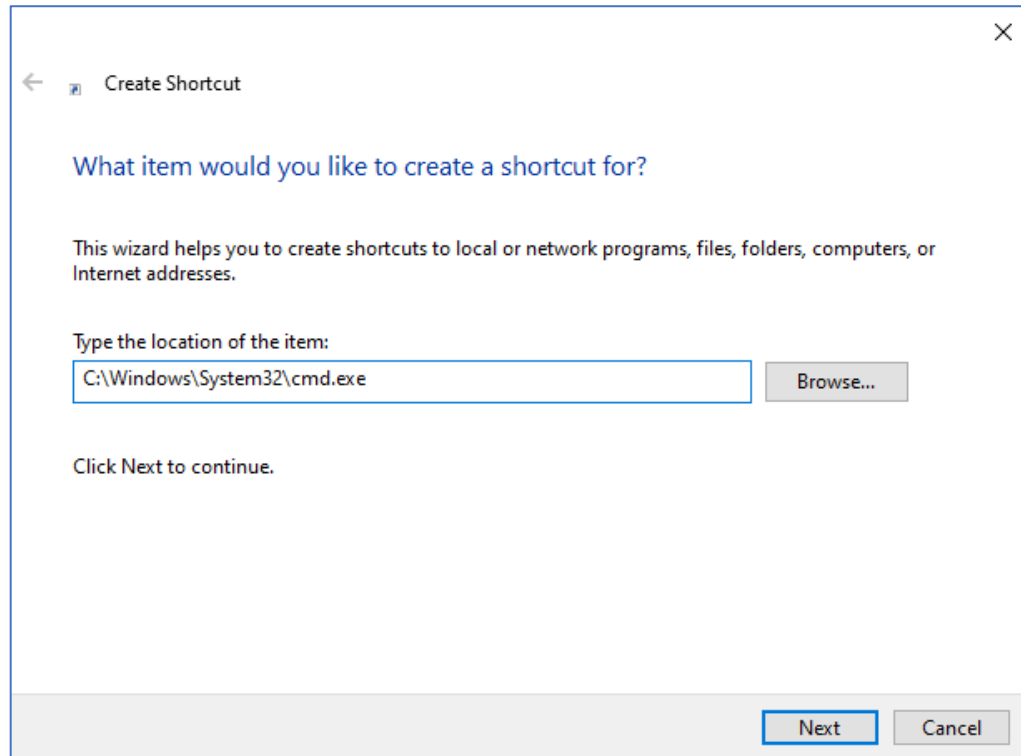 Create Shortcut
What item would you like to create a shortcut for?
This wizard helps you to create shortcuts to local or network programs, files, folders, computers, or
Internet addresses.
Type the location of the item:
C:\Windows\System32\cmd.exe
Browse...
Click Next to continue.
Next
Cancel